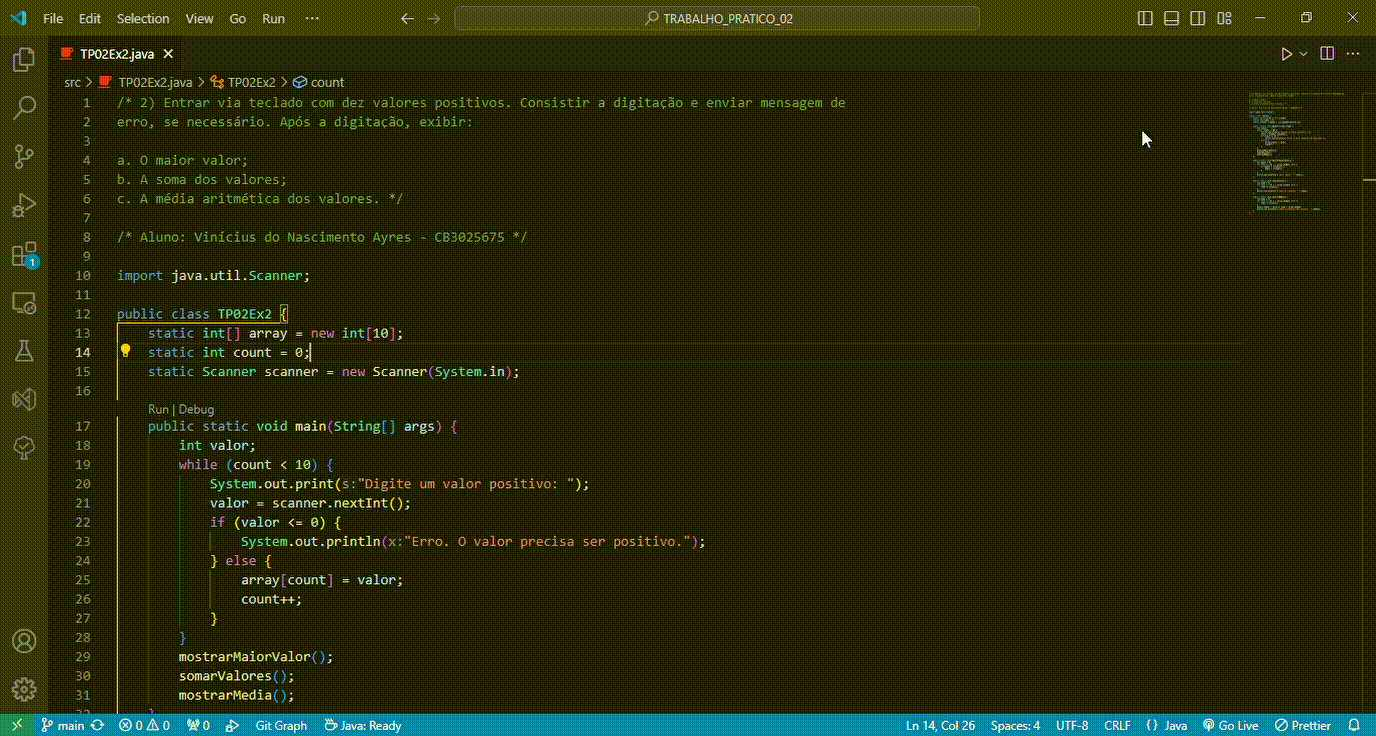 File Edit Selection View Go Run ··· TRABALHO_PRATICO_02
TP02Ex2.java
src > TP02Ex2.java > TP02Ex2 > count
1 /* 2) Entrar via teclado com dez valores positivos. Consistir a digitação e enviar mensagem de
2 erro, se necessário. Após a digitação, exibir:
3
4 a. O maior valor;
5 b. A soma dos valores;
6 c. A média aritmética dos valores. */
7
8 /* Aluno: Vinícius do Nascimento Ayres - CB3025675 */
9
10 import java.util.Scanner;
11
12 public class TP02Ex2 {
13 static int[] array = new int[10];
14 static int count = 0;
15 static Scanner scanner = new Scanner(System.in);
16
Run | Debug
17 public static void main(String[] args) {
18 int valor;
19 while (count < 10) {
20 System.out.print(s:"Digite um valor positivo: ");
21 valor = scanner.nextInt();
22 if (valor <= 0) {
23 System.out.println(x:"Erro. O valor precisa ser positivo.");
24 } else {
25 array[count] = valor;
26 count++;
27 }
28 }
29 mostrarMaiorValor();
30 somarValores();
31 mostrarMedia();
1
main 0 0 0 Git Graph Java: Ready Ln 14, Col 26 Spaces: 4 UTF-8 CRLF {} Java Go Live Prettier